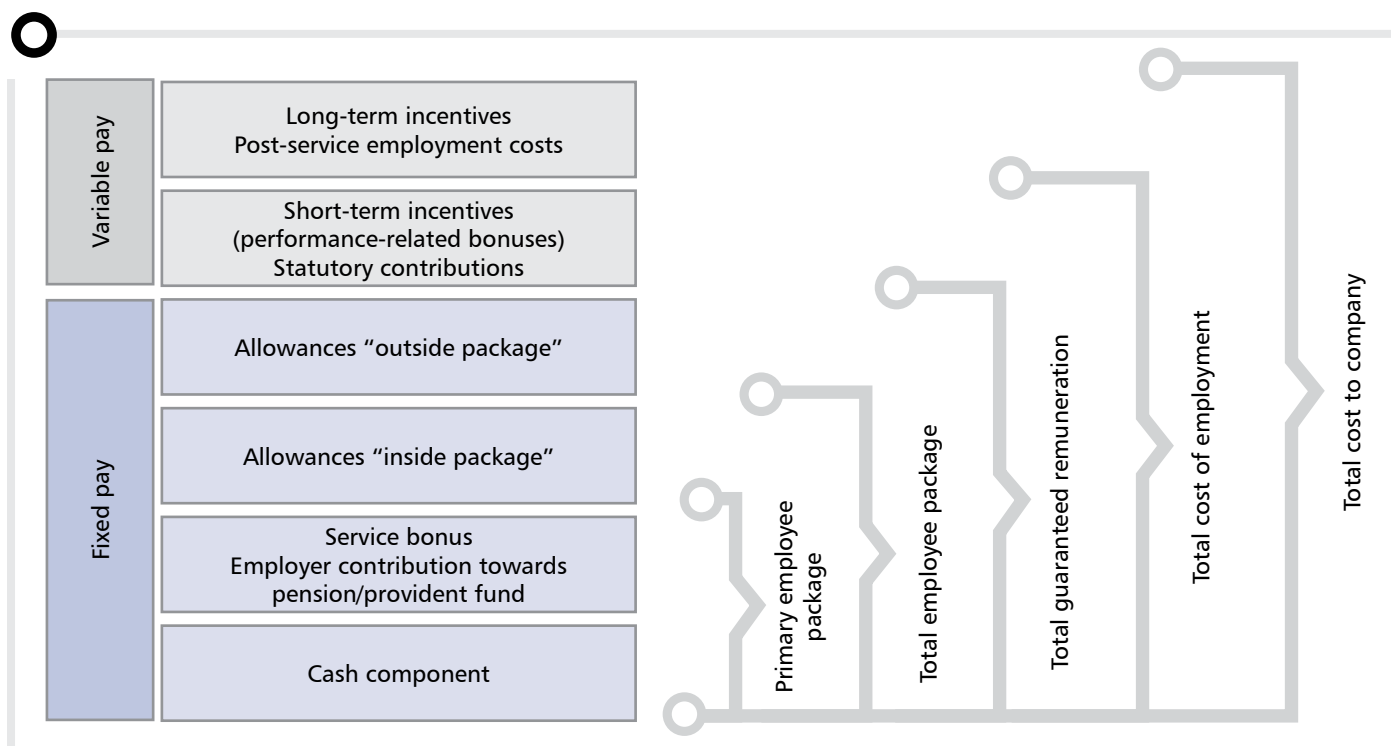 Variable pay
Long-term incentives
Post-service employment costs
Short-term incentives
(performance-related bonuses)
Statutory contributions
Fixed pay
Allowances “outside package”
Allowances “inside package”
Service bonus
Employer contribution towards
pension/provident fund
Cash component
Primary employee
package
Total employee package
Total guaranteed remuneration
Total cost of employment
Total cost to company